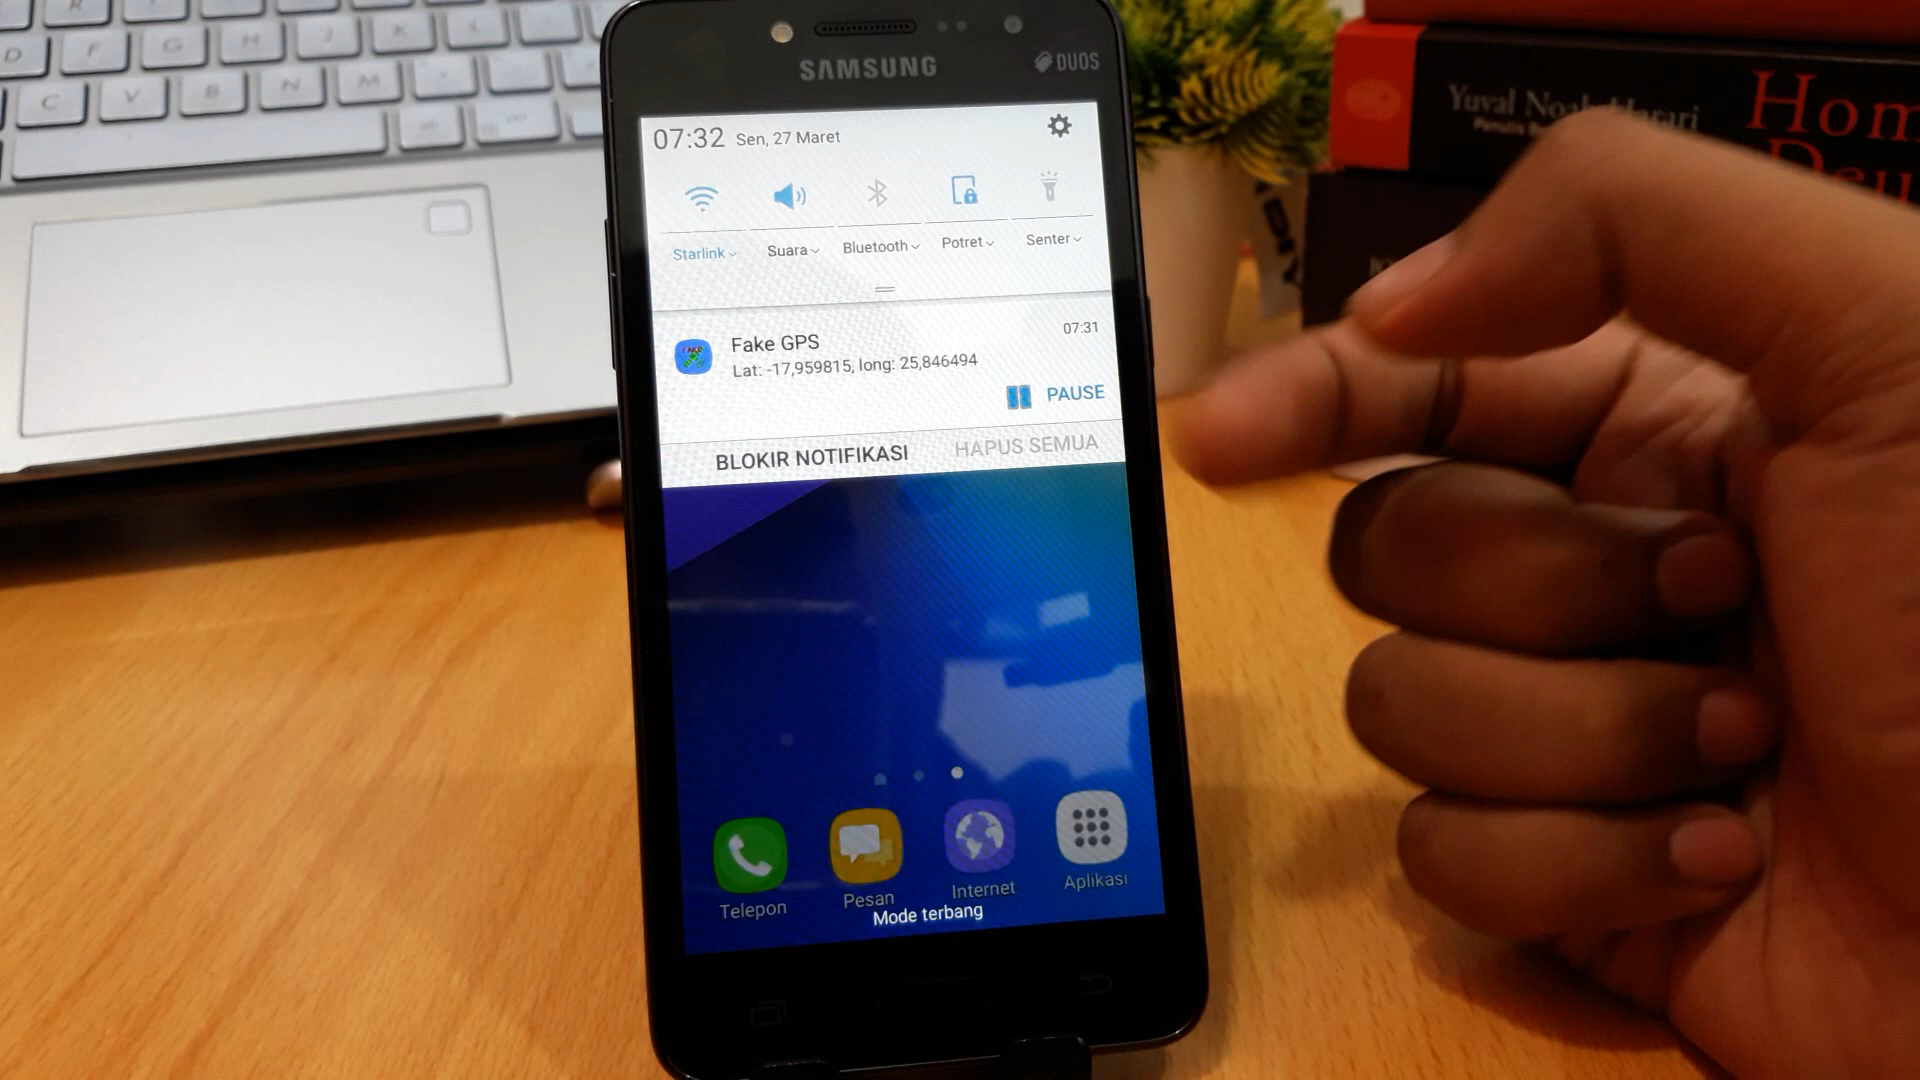 SAMSUNG
DUOS
07:32 Sen, 27 Maret
Starlink Suara Bluetooth Potret Senter
Fake GPS 07:31
Lat: -17,959815, long: 25,846494
PAUSE
BLOKIR NOTIFIKASI HAPUS SEMUA
Telepon Pesan Internet Aplikasi
Mode terbang
Yuval Noah Harari
Hom
D
F G H J K L
C V B N M